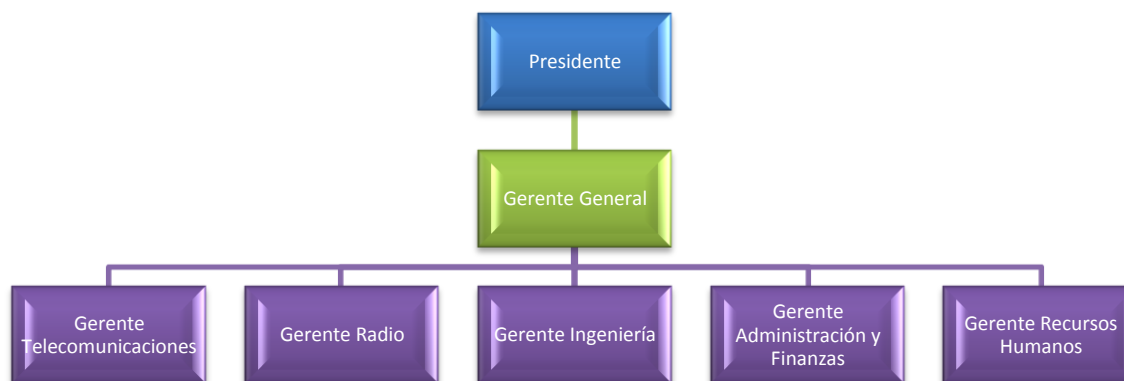 Presidente
Gerente General
Gerente
Telecomunicaciones
Gerente Radio
Gerente Ingeniería
Gerente
Administración y
Finanzas
Gerente Recursos
Humanos